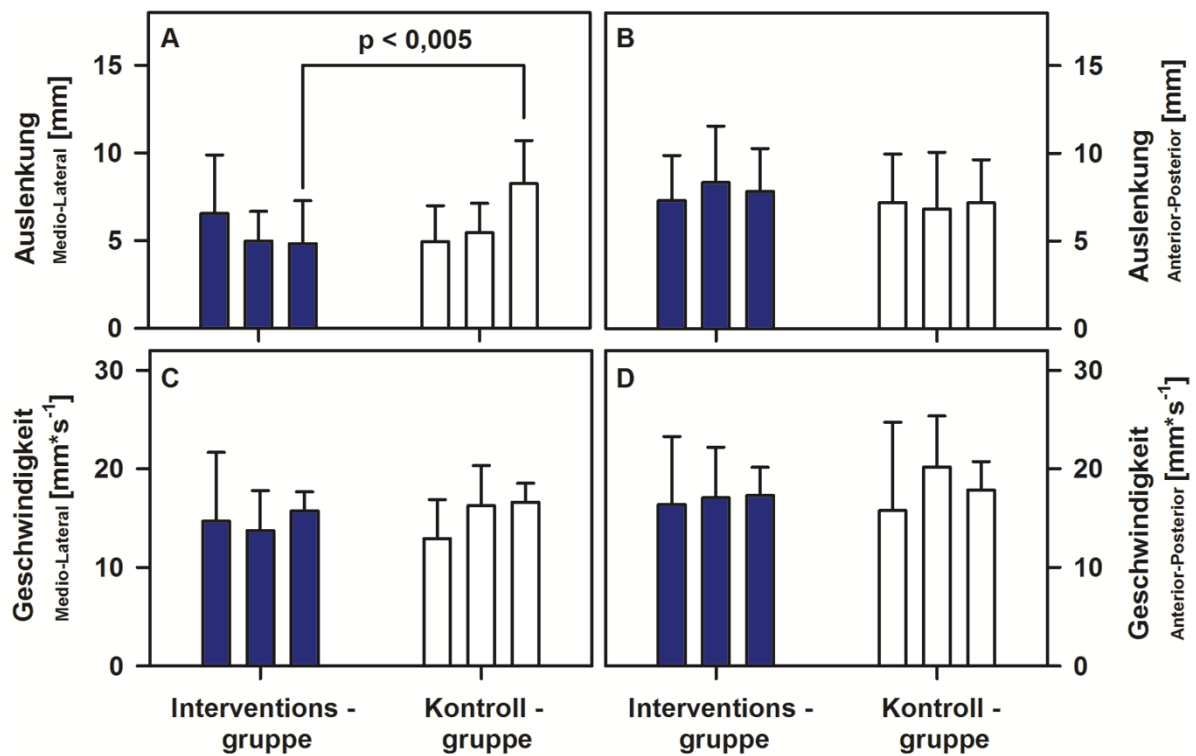 A
p < 0,005
15
10
5
0
Auslenkung
Medio-Lateral [mm]
B
15
10
5
0
Auslenkung
Anterior-Posterior [mm]
C
30
20
10
0
Geschwindigkeit
Medio-Lateral [mm*s-1]
D
30
20
10
0
Geschwindigkeit
Anterior-Posterior [mm*s-1]
Interventions -
gruppe
Kontroll -
gruppe
Interventions -
gruppe
Kontroll -
gruppe